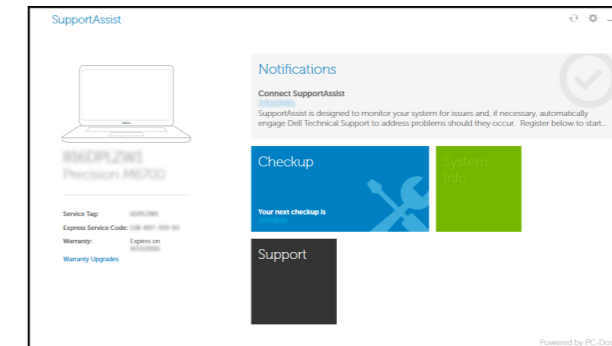 SupportAssist
Notifications
Connect SupportAssist
SupportAssist is designed to monitor your system for issues and, if necessary, automatically
engage Dell Technical Support to address problems should they occur. Register below to start...
Precision M6700
Checkup
System
Info
Your next checkup is
Service Tag:
Express Service Code:
Warranty: Expires on
Warranty Upgrades
Support
Powered by PC-Doc